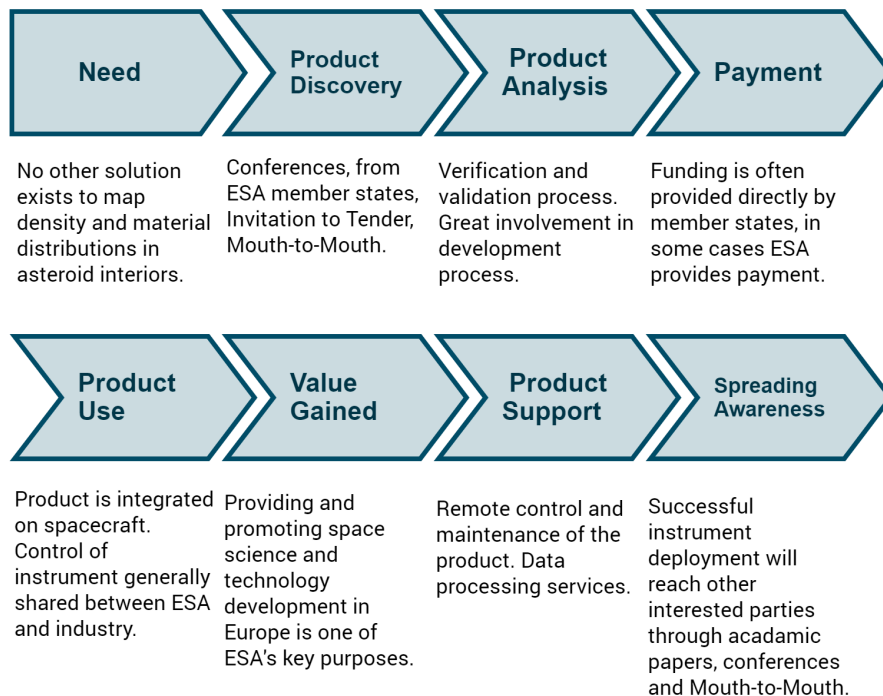 Need
Product
Discovery
Product
Analysis
Payment
No other solution
exists to map
density and material
distributions in
asteroid interiors.
Conferences, from
ESA member states,
Invitation to Tender,
Mouth-to-Mouth.
Verification and
validation process.
Great involvement in
development
process.
Funding is often
provided directly by
member states, in
some cases ESA
provides payment.
Product
Use
Value
Gained
Product
Support
Spreading
Awareness
Product is integrated
on spacecraft.
Control of
instrument generally
shared between ESA
and industry.
Providing and
promoting space
science and
technology
development in
Europe is one of
ESA's key purposes.
Remote control and
maintenance of the
product. Data
processing services.
Successful
instrument
deployment will
reach other
interested parties
through acadamic
papers, conferences
and Mouth-to-Mouth.